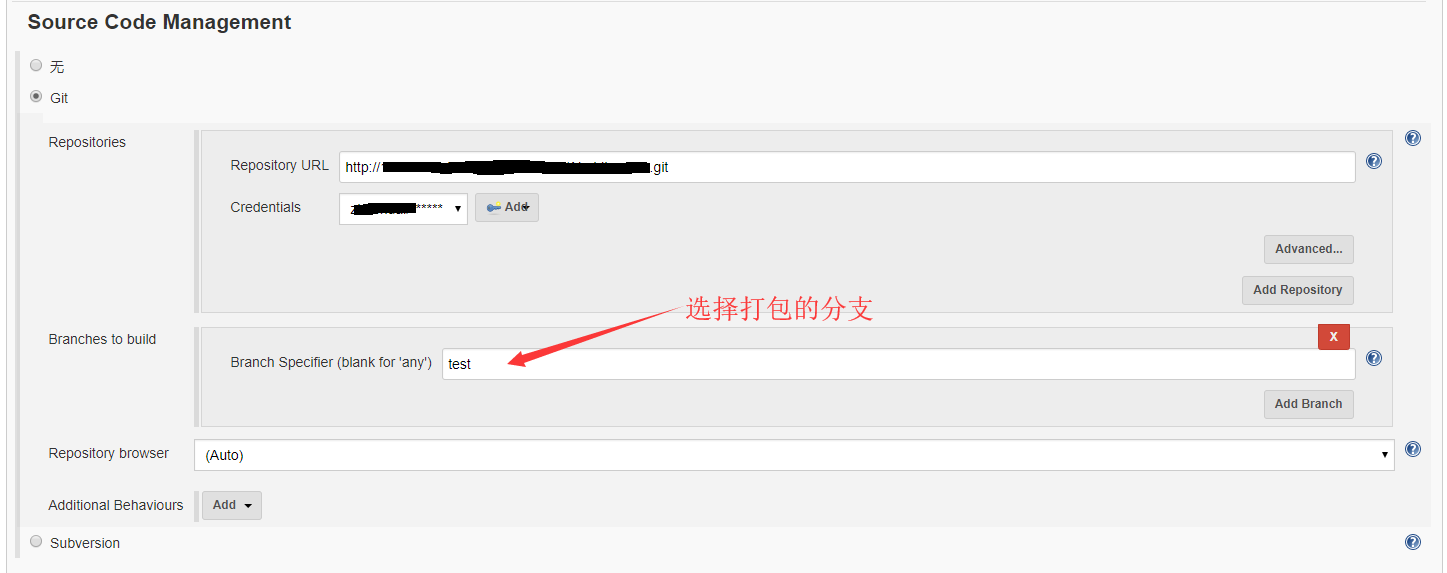 Source Code Management
无
Git
Repositories
Repository URL
http://
.git
Credentials
*****
Add
Advanced...
Add Repository
选择打包的分支
Branches to build
X
Branch Specifier (blank for 'any')
test
Add Branch
Repository browser
(Auto)
Additional Behaviours
Add
Subversion